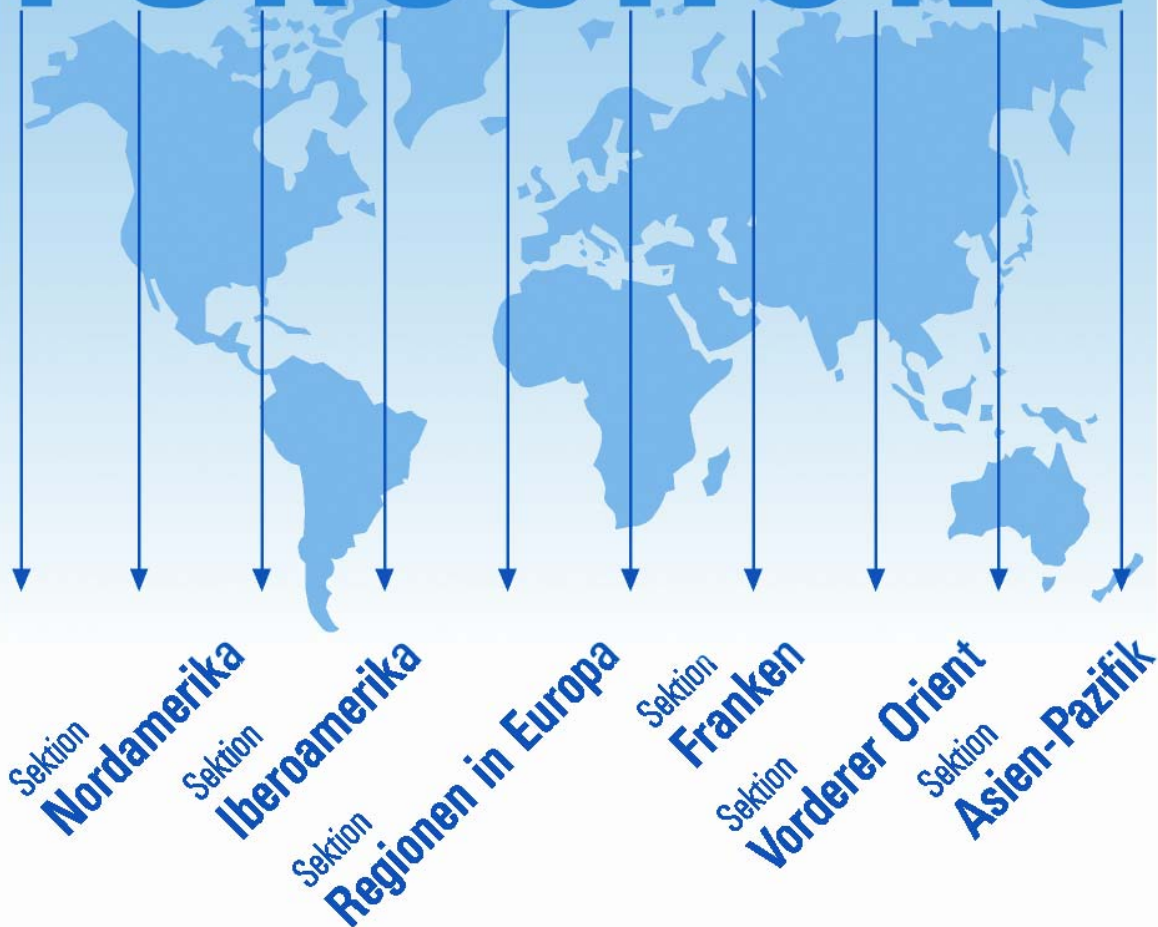 Sektion
Nordamerika
Sektion
Iberoamerika
Sektion
Regionen in Europa
Sektion
Franken
Sektion
Vorderer Orient
Sektion
Asien-Pazifik